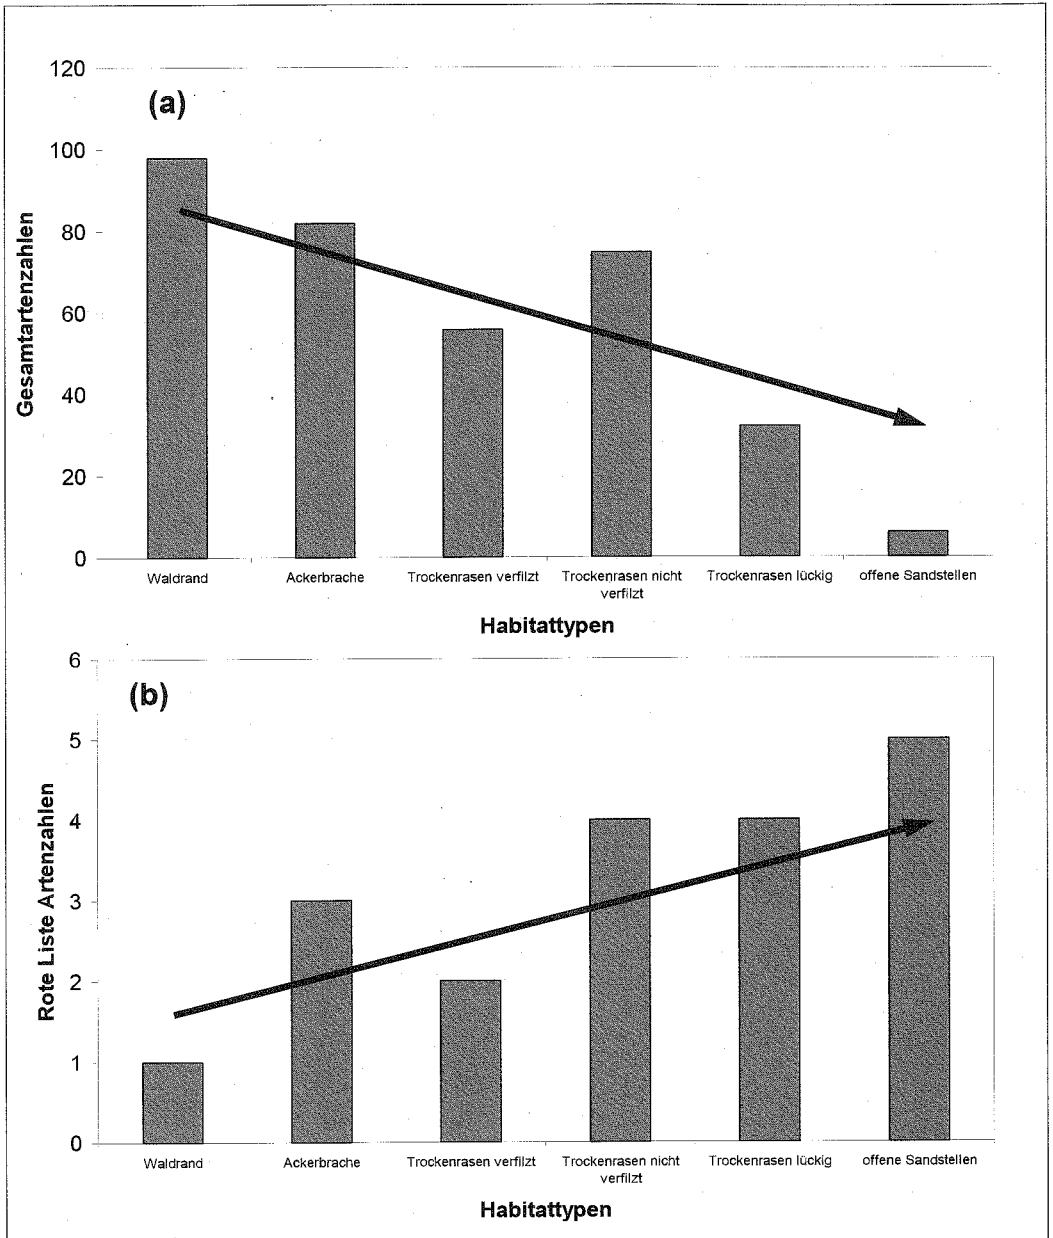 120
(a)
100
80
60
40
20
0
Gesamtartenzahlen
Waldrand
Ackerbrache
Trockenrasen verfilzt
Trockenrasen nicht
verfilzt
Trockenrasen lückig
offene Sandstellen
Habitattypen
6
(b)
5
4
3
2
1
0
Rote Liste Artenzahlen
Waldrand
Ackerbrache
Trockenrasen verfilzt
Trockenrasen nicht
verfilzt
Trockenrasen lückig
offene Sandstellen
Habitattypen